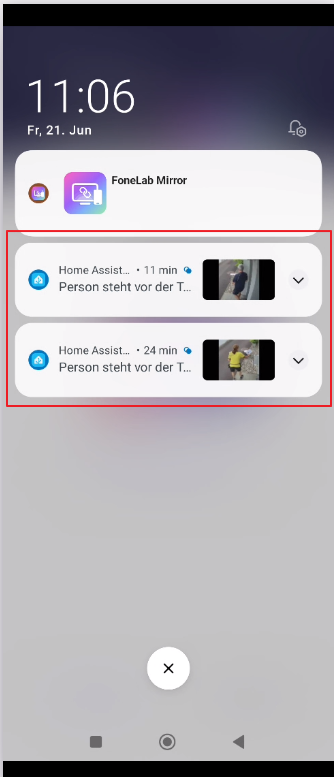 11:06
Fr, 21. Jun
FoneLab Mirror
Home Assist... • 11 min
Person steht vor der T...
Home Assist... • 24 min
Person steht vor der T...